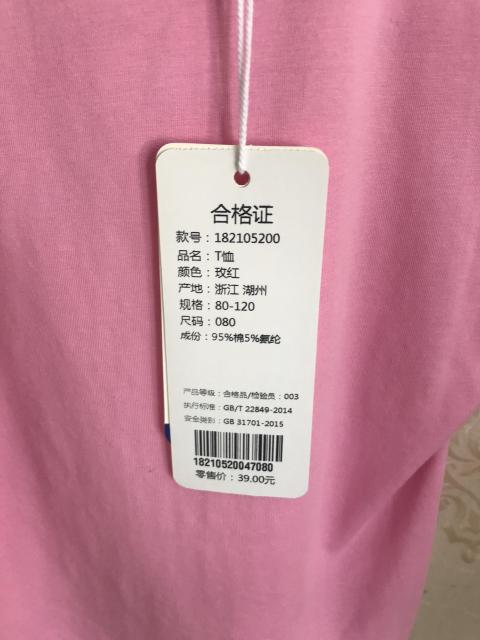 合格证
款号：182105200
品名：T恤
颜色：玫红
产地：浙江 湖州
规格：80-120
尺码：080
成份：95%棉5%氨纶
产品等级：合格品/检验员：003
执行标准：GB/T 22849-2014
安全类别：GB 31701-2015
18210520047080
零售价：39.00元